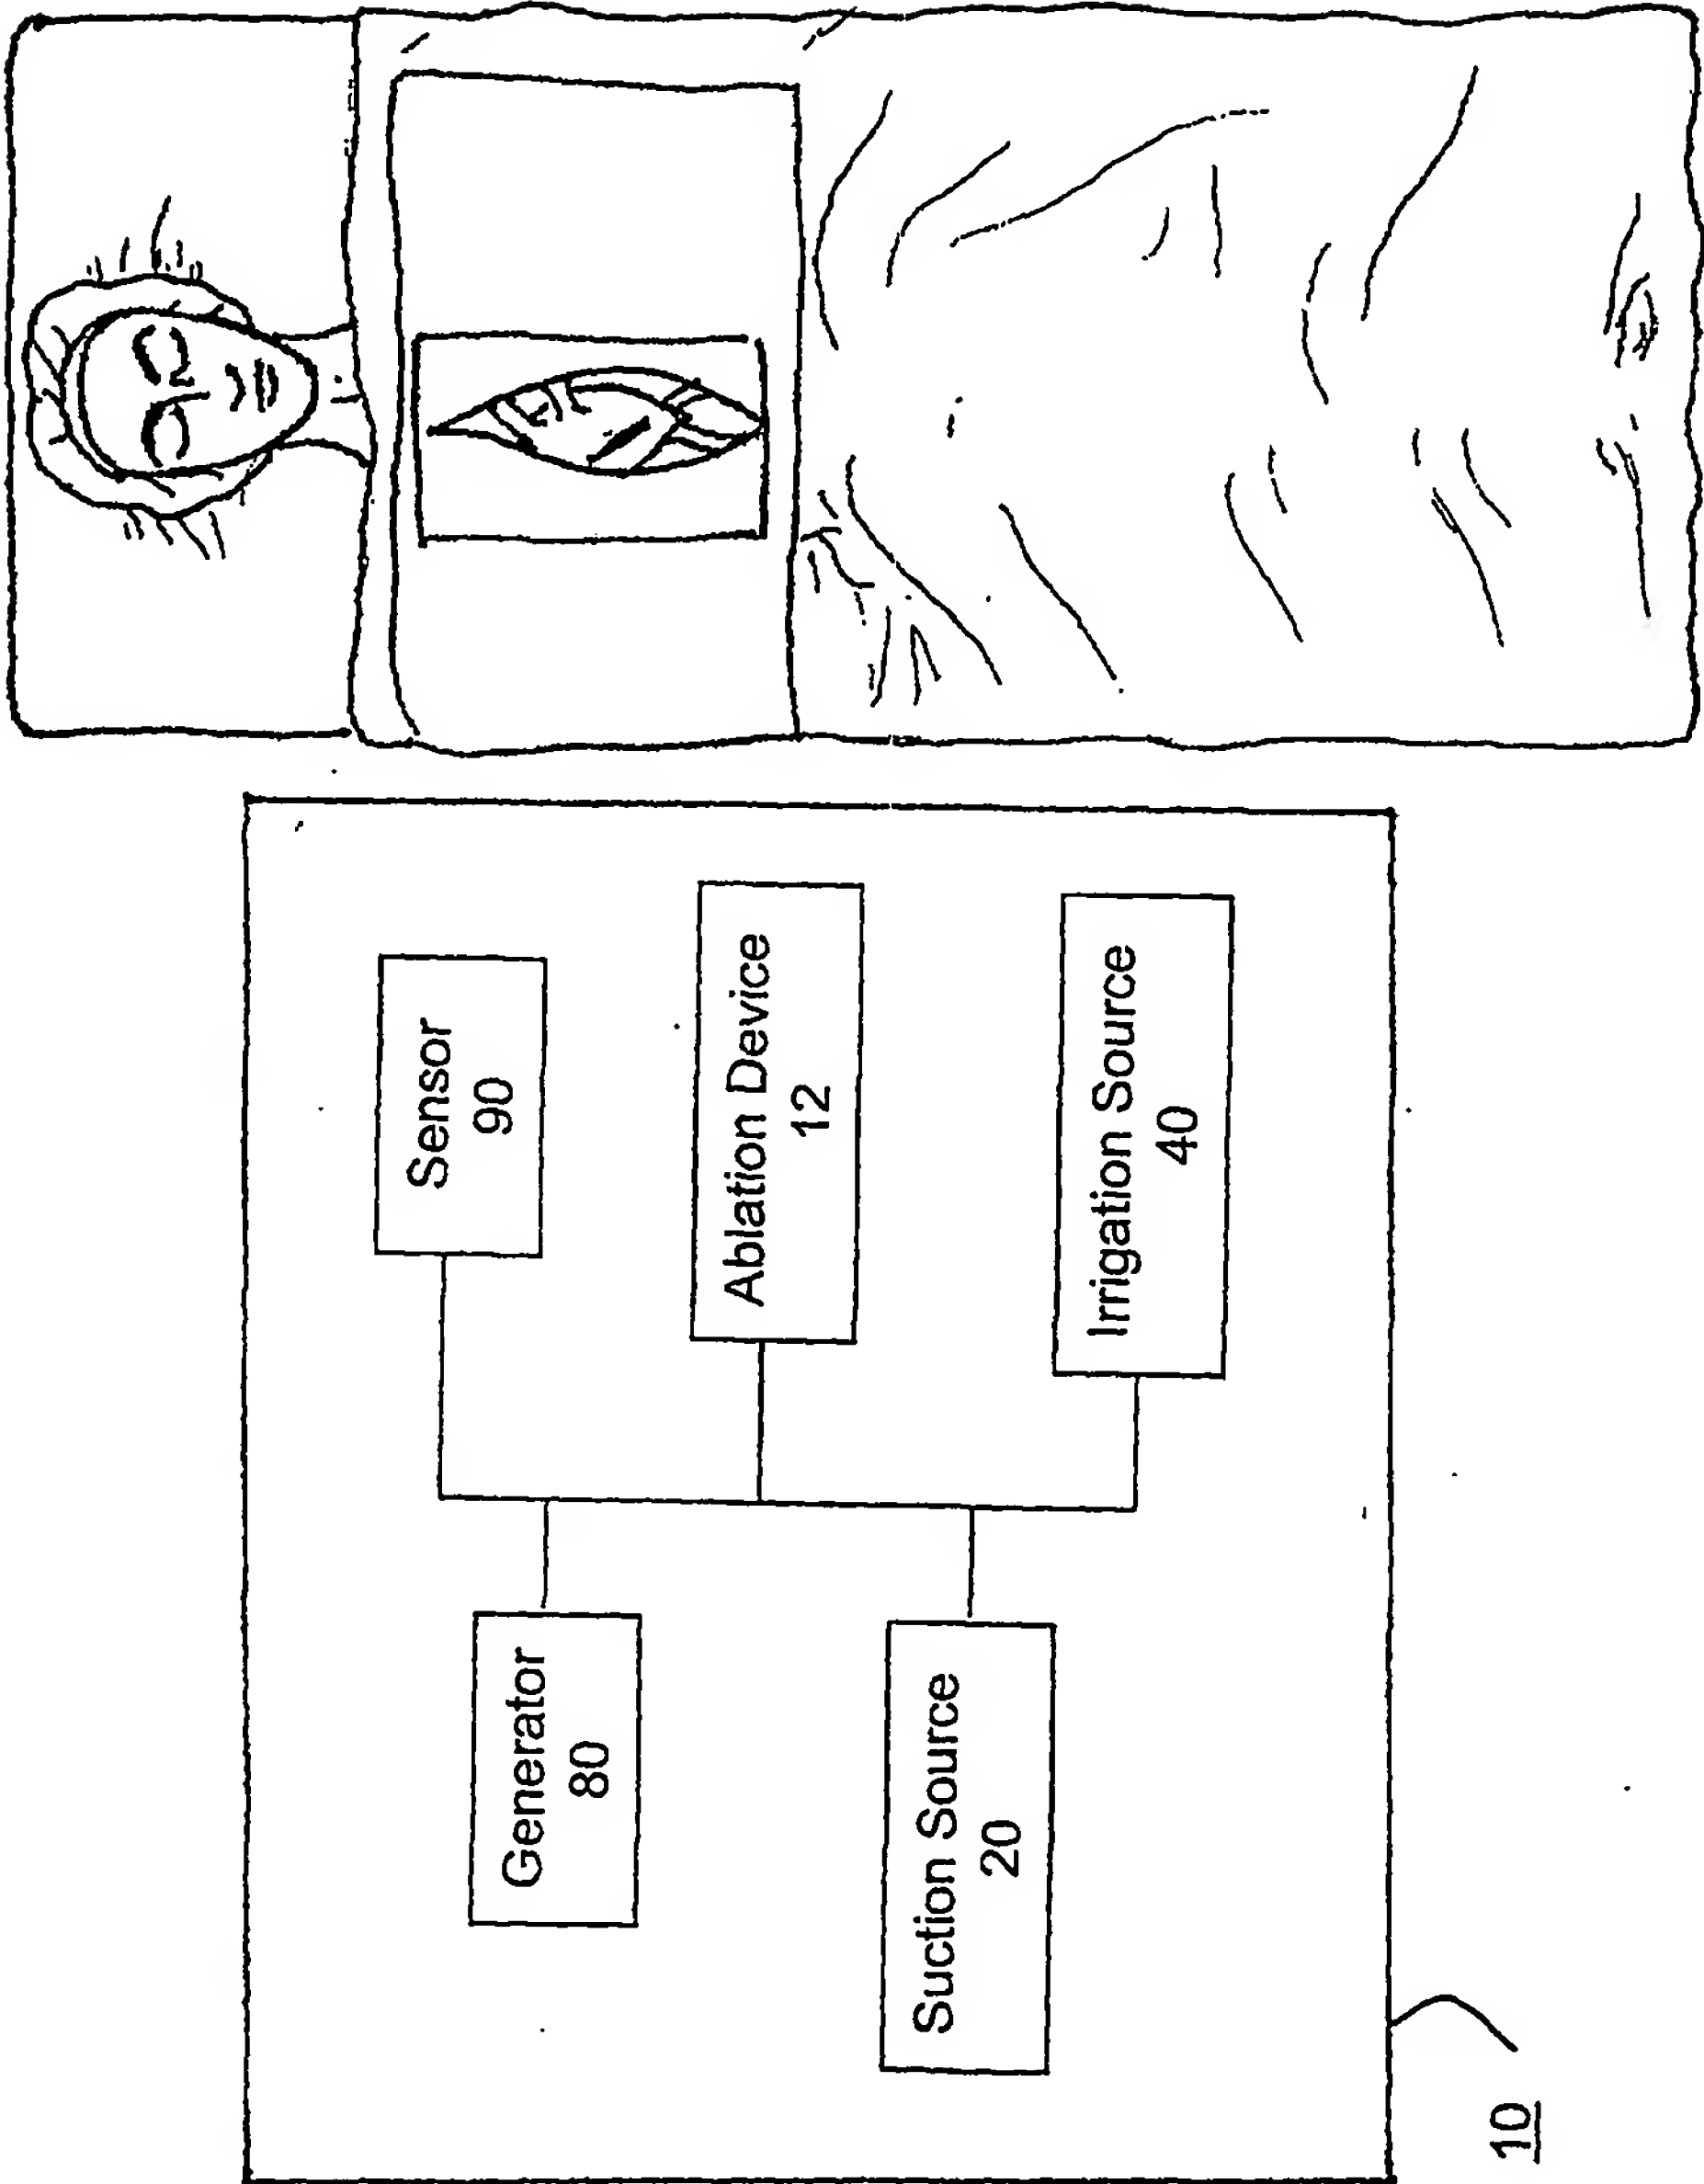 Generator
80
Suction Source
20
Sensor
90
Ablation Device
12
Irrigation Source
40
10